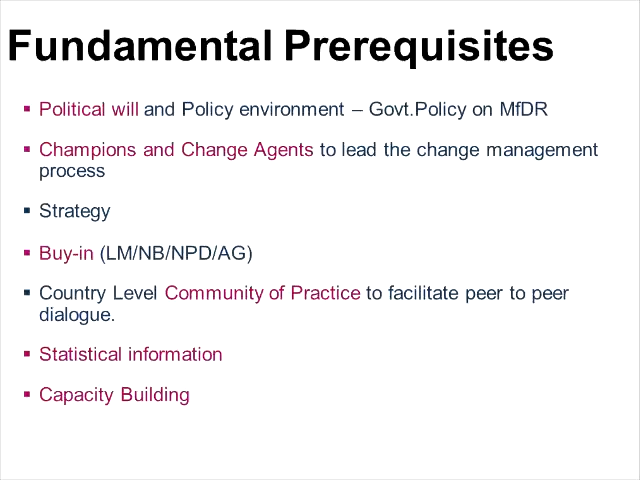 Fundamental Prerequisites
▪ Political will and Policy environment – Govt.Policy on MfDR
▪ Champions and Change Agents to lead the change management
process
▪ Strategy
▪ Buy-in (LM/NB/NPD/AG)
▪ Country Level Community of Practice to facilitate peer to peer
dialogue.
▪ Statistical information
▪ Capacity Building